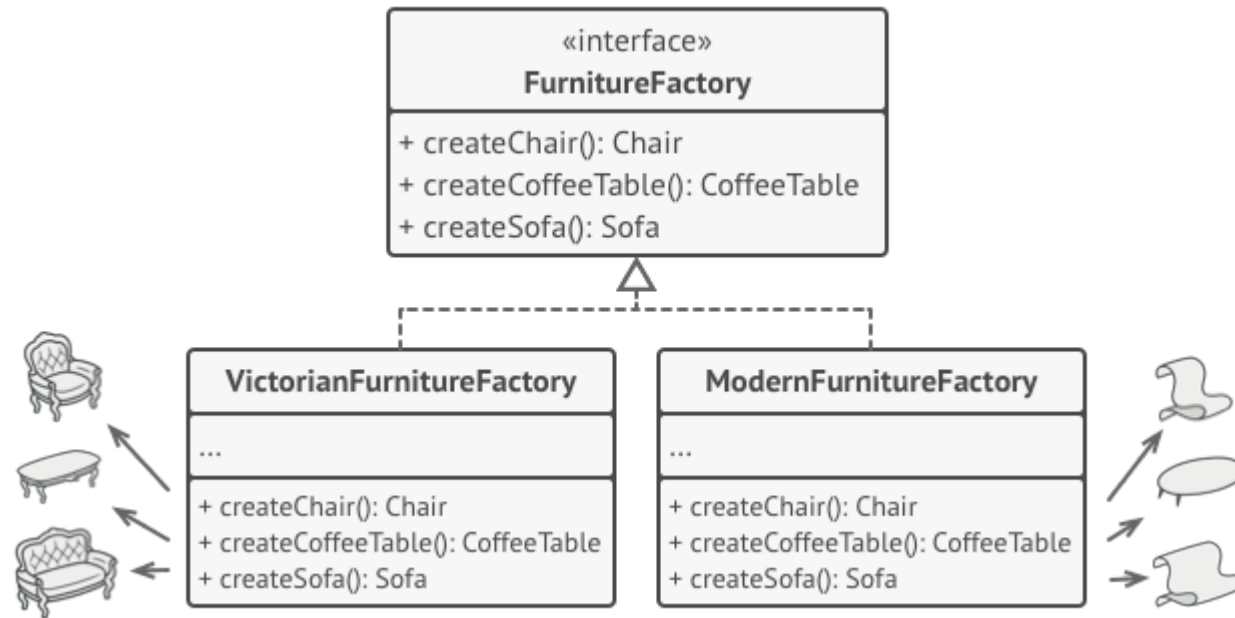 «interface»
FurnitureFactory
+ createChair(): Chair
+ createCoffeeTable(): CoffeeTable
+ createSofa(): Sofa
VictorianFurnitureFactory
...
+ createChair(): Chair
+ createCoffeeTable(): CoffeeTable
+ createSofa(): Sofa
ModernFurnitureFactory
...
+ createChair(): Chair
+ createCoffeeTable(): CoffeeTable
+ createSofa(): Sofa